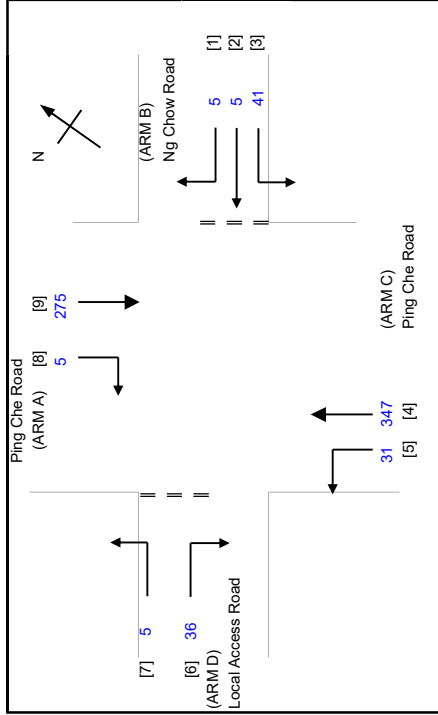 Ping Che Road
(ARM A)
[8]
5
[9]
275
N
(ARM B)
Ng Chow Road
[1]
[2]
[3]
5
5
41
[7]
5
[6]
36
(ARM D)
Local Access Road
31
347
[5]
[4]
(ARM C)
Ping Che Road